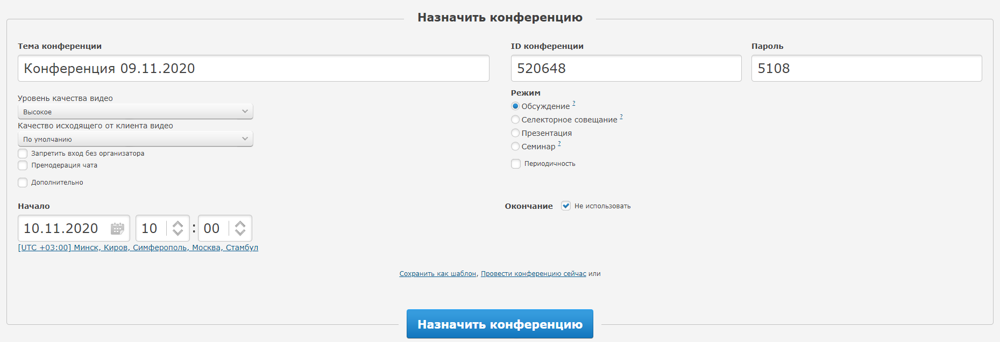 Назначить конференцию
Тема конференции
Конференция 09.11.2020
ID конференции
520648
Пароль
5108
Уровень качества видео
Высокое
Качество исходящего от клиента видео
По умолчанию
Запретить вход без организатора
Премодерация чата
Дополнительно
Режим
Обсуждение ?
Селекторное совещание ?
Презентация
Семинар ?
Периодичность
Начало
10.11.2020 10 : 00
[UTC +03:00] Минск, Киров, Симферополь, Москва, Стамбул
Окончание Не использовать
Сохранить как шаблон, Провести конференцию сейчас или
Назначить конференцию